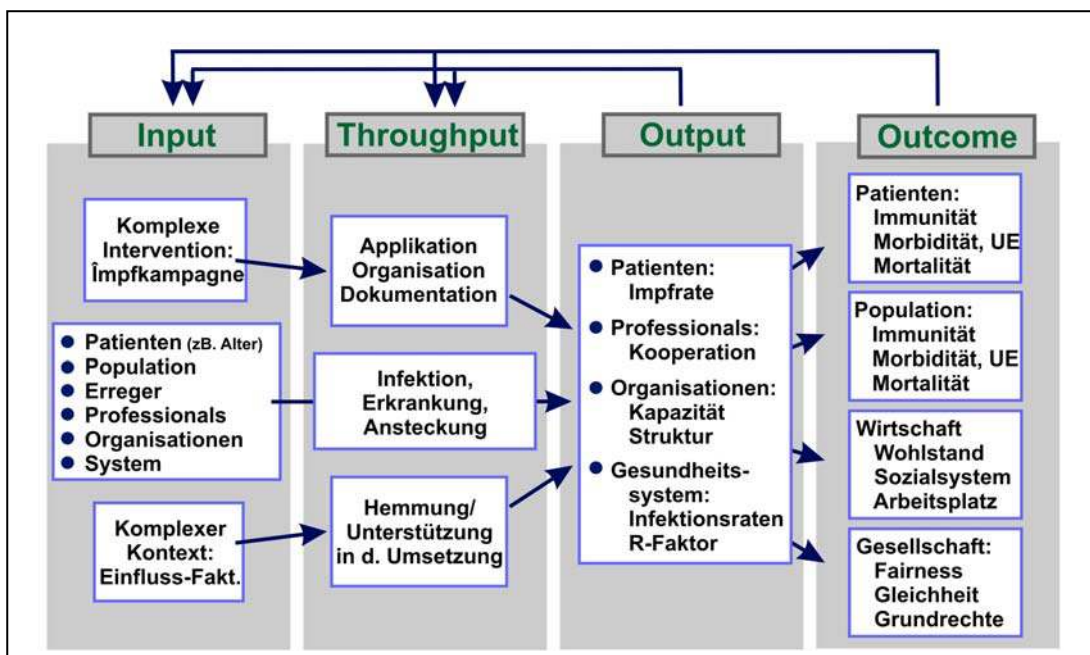 Input
Throughput
Output
Outcome
Komplexe
Intervention:
Împfkampagne
● Patienten (zB. Alter)
● Population
● Erreger
● Professionals
● Organisationen
● System
Komplexer
Kontext:
Einfluss-Fakt.
Applikation
Organisation
Dokumentation
Infektion,
Erkrankung,
Ansteckung
Hemmung/
Unterstützung
in d. Umsetzung
● Patienten:
Impfrate
● Professionals:
Kooperation
● Organisationen:
Kapazität
Struktur
● Gesundheits-
system:
Infektionsraten
R-Faktor
Patienten:
Immunität
Morbidität, UE
Mortalität
Population:
Immunität
Morbidität, UE
Mortalität
Wirtschaft
Wohlstand
Sozialsystem
Arbeitsplatz
Gesellschaft:
Fairness
Gleichheit
Grundrechte